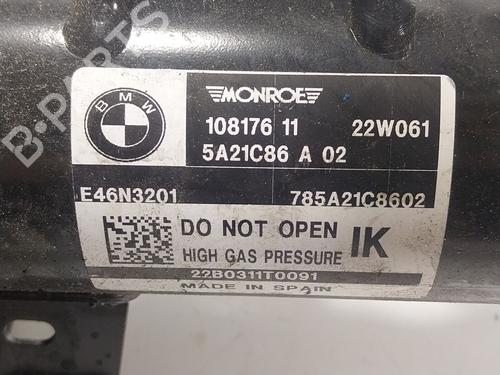 B-PARTS
BMW
MONROE
108176 11 22W061
5A21C86 A 02
E46N3201 785A21C8602
DO NOT OPEN IK
HIGH GAS PRESSURE
22B0311T0091
MADE IN SPAIN